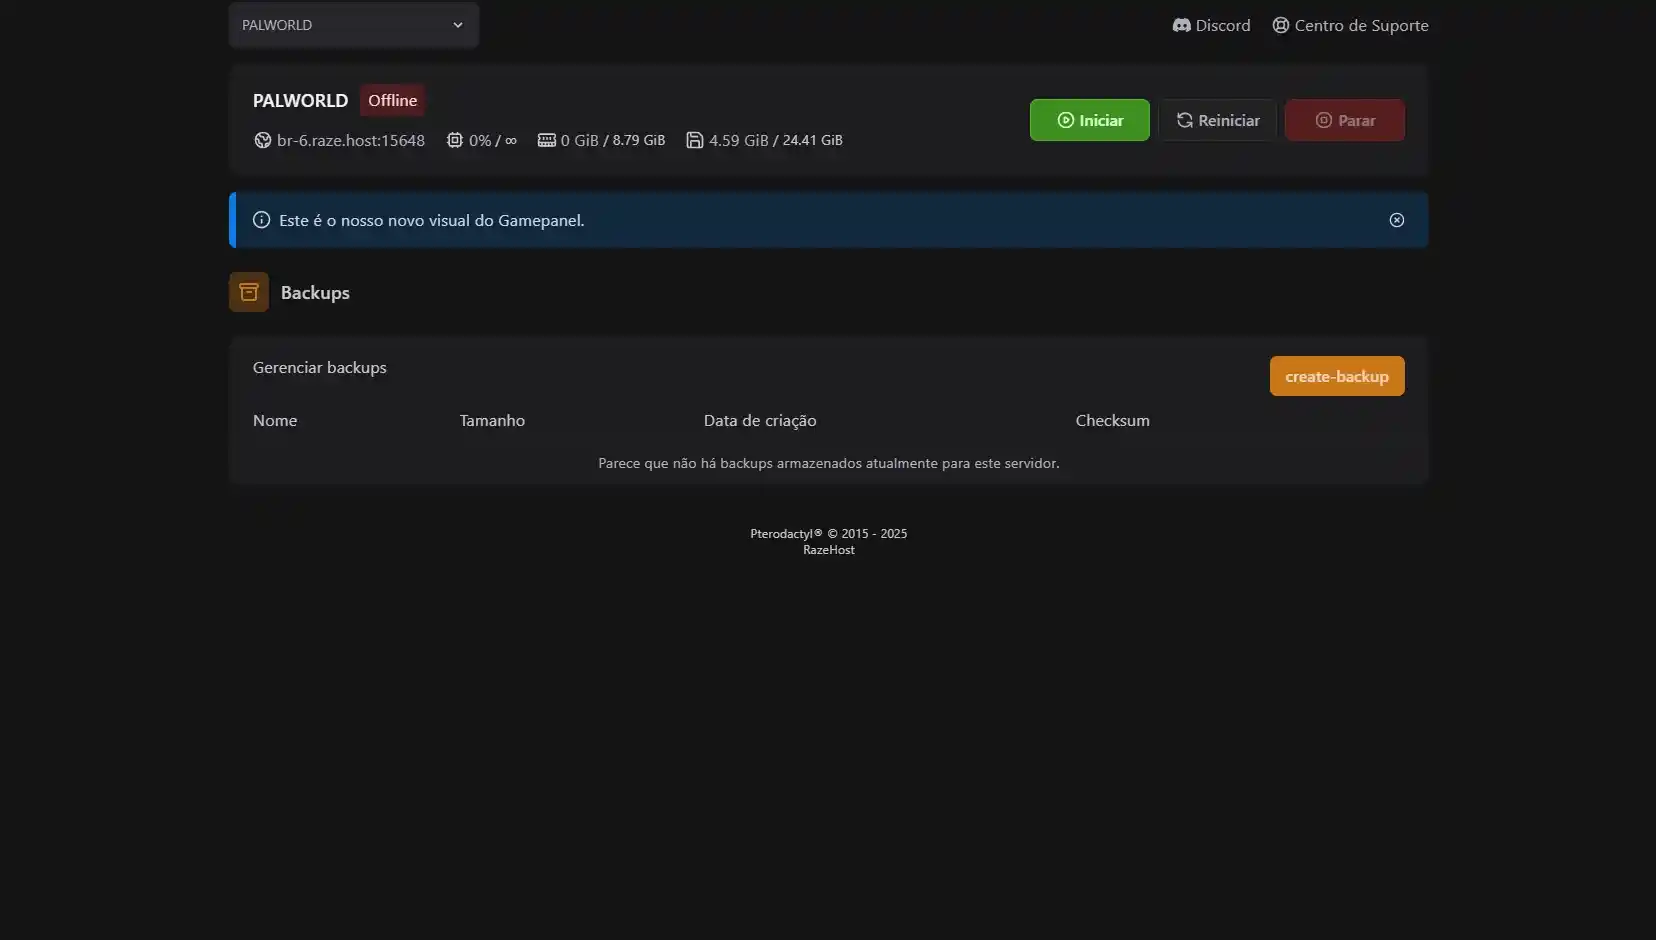 PALWORLD
Discord
Centro de Suporte
PALWORLD Offline
br-6.raze.host:15648 0% / ∞ 0 GiB / 8.79 GiB 4.59 GiB / 24.41 GiB
Iniciar
Reiniciar
Parar
Este é o nosso novo visual do Gamepanel.
Backups
Gerenciar backups
create-backup
Nome Tamanho Data de criação Checksum
Parece que não há backups armazenados atualmente para este servidor.
Pterodactyl® © 2015 - 2025
RazeHost